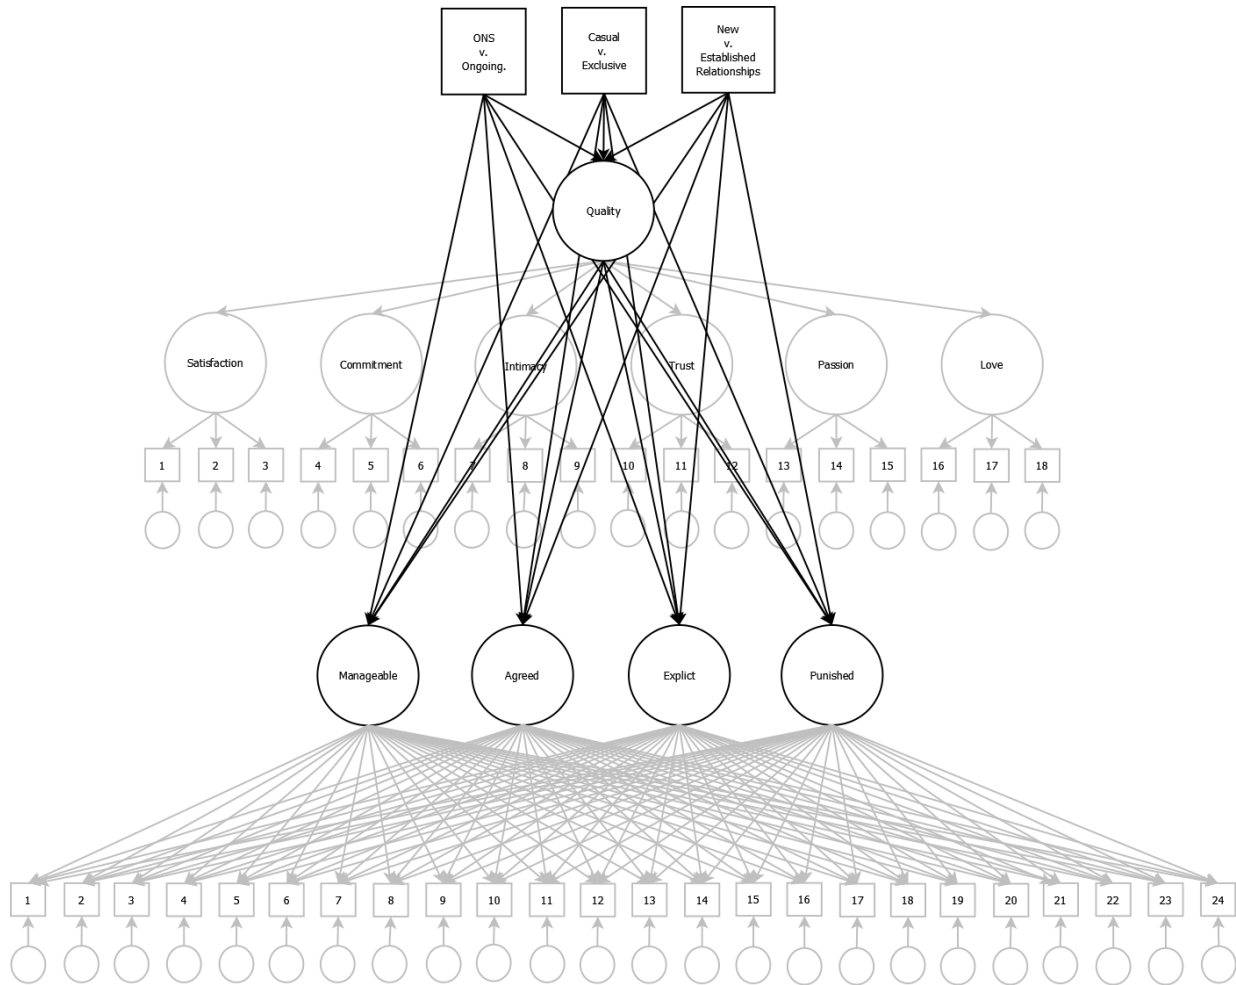 ONS
v.
Ongoing.
Casual
v.
Exclusive
New
v.
Established
Relationships
Quality
Satisfaction
Commitment
Intimacy
Trust
Passion
Love
1 2 3 4 5 6 7 8 9 10 11 12 13 14 15 16 17 18
Manageable
Agreed
Explict
Punished
1 2 3 4 5 6 7 8 9 10 11 12 13 14 15 16 17 18 19 20 21 22 23 24